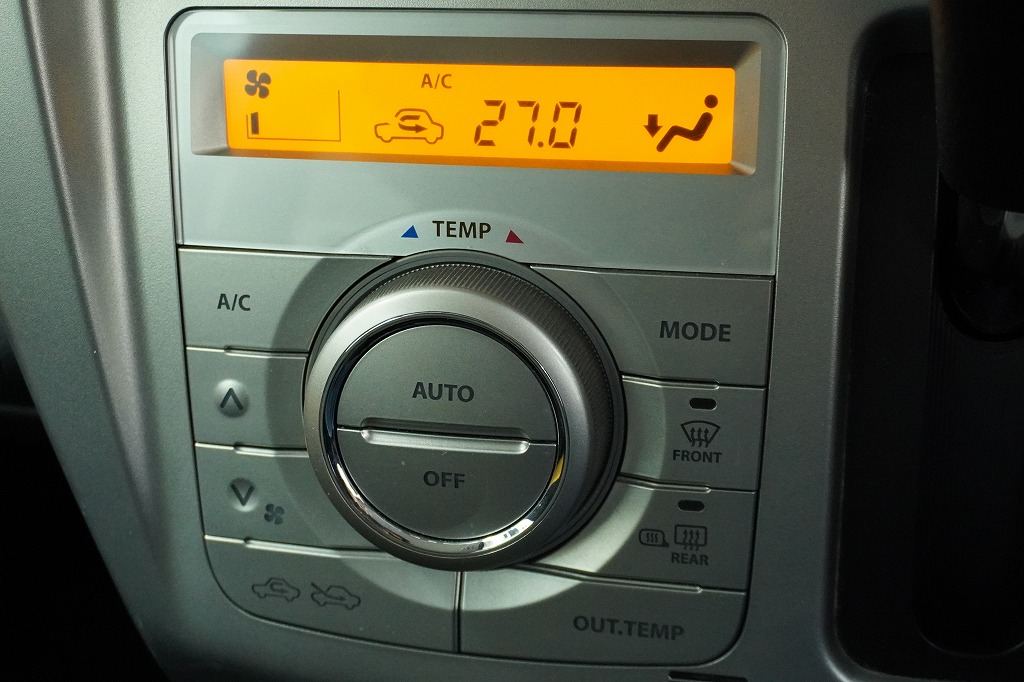 A/C
27.0
TEMP
A/C
MODE
AUTO
FRONT
OFF
REAR
OUT.TEMP